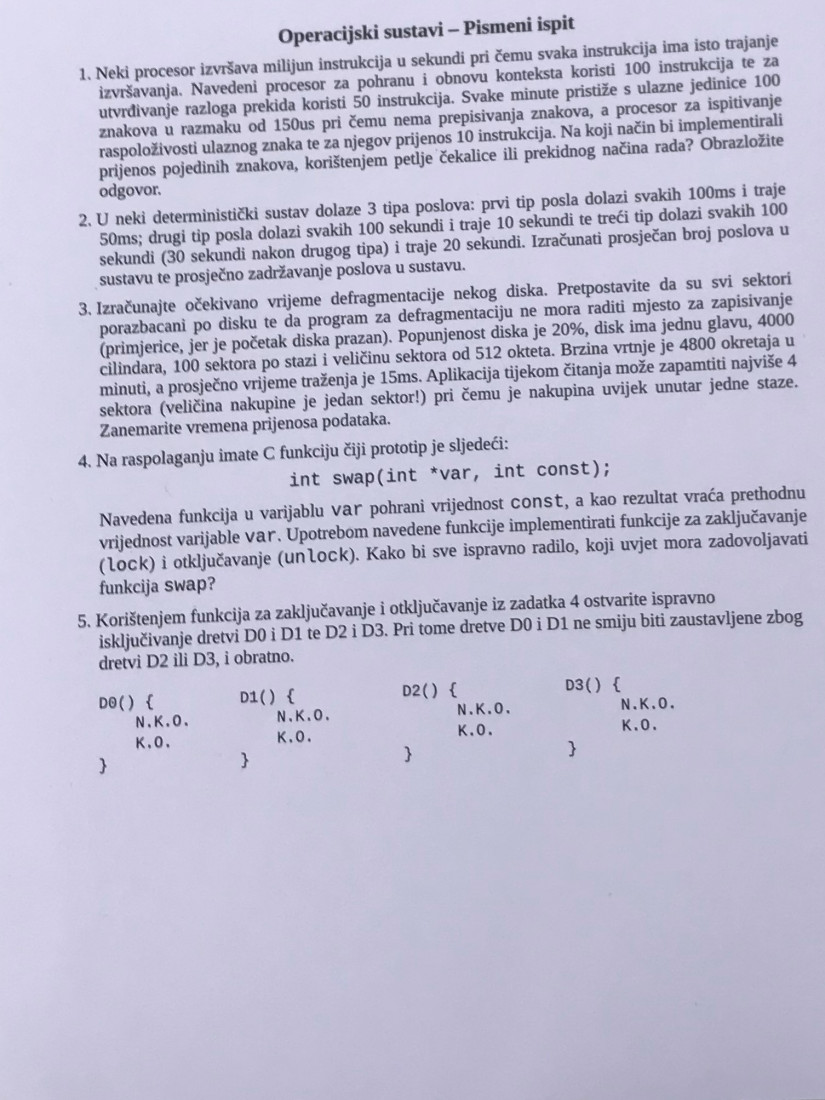 Operacijski sustavi – Pismeni ispit
1. Neki procesor izvršava milijun instrukcija u sekundi pri čemu svaka instrukcija ima isto trajanje
izvršavanja. Navedeni procesor za pohranu i obnovu konteksta koristi 100 instrukcija te za
utvrđivanje razloga prekida koristi 50 instrukcija. Svake minute pristiže s ulazne jedinice 100
znakova u razmaku od 150us pri čemu nema prepisivanja znakova, a procesor za ispitivanje
raspoloživosti ulaznog znaka te za njegov prijenos 10 instrukcija. Na koji način bi implementirali
prijenos pojedinih znakova, korištenjem petlje čekalice ili prekidnog načina rada? Obrazložite
odgovor.
2. U neki deterministički sustav dolaze 3 tipa poslova: prvi tip posla dolazi svakih 100ms i traje
50ms; drugi tip posla dolazi svakih 100 sekundi i traje 10 sekundi te treći tip dolazi svakih 100
sekundi (30 sekundi nakon drugog tipa) i traje 20 sekundi. Izračunati prosječan broj poslova u
sustavu te prosječno zadržavanje poslova u sustavu.
3. Izračunajte očekivano vrijeme defragmentacije nekog diska. Pretpostavite da su svi sektori
porazbacani po disku te da program za defragmentaciju ne mora raditi mjesto za zapisivanje
(primjerice, jer je početak diska prazan). Popunjenost diska je 20%, disk ima jednu glavu, 4000
cilindara, 100 sektora po stazi i veličinu sektora od 512 okteta. Brzina vrtnje je 4800 okretaja u
minuti, a prosječno vrijeme traženja je 15ms. Aplikacija tijekom čitanja može zapamtiti najviše 4
sektora (veličina nakupine je jedan sektor!) pri čemu je nakupina uvijek unutar jedne staze.
Zanemarite vremena prijenosa podataka.
4. Na raspolaganju imate C funkciju čiji prototip je sljedeći:
int swap(int *var, int const);
Navedena funkcija u varijablu var pohrani vrijednost const, a kao rezultat vraća prethodnu
vrijednost varijable var. Upotrebom navedene funkcije implementirati funkcije za zaključavanje
(lock) i otključavanje (unlock). Kako bi sve ispravno radilo, koji uvjet mora zadovoljavati
funkcija swap?
5. Korištenjem funkcija za zaključavanje i otključavanje iz zadatka 4 ostvarite ispravno
isključivanje dretvi D0 i D1 te D2 i D3. Pri tome dretve D0 i D1 ne smiju biti zaustavljene zbog
dretvi D2 ili D3, i obratno.
D0() { D1() { D2() { D3() {
N.K.O. N.K.O. N.K.O. N.K.O.
K.O. K.O. K.O. K.O.
} } } }